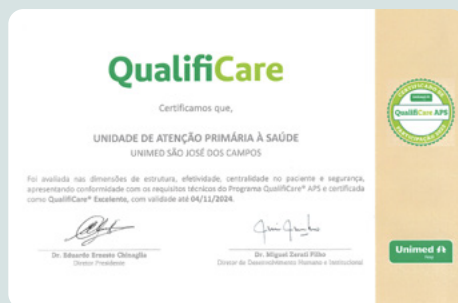 QualifiCare
Certificamos que,
UNIDADE DE ATENÇÃO PRIMÁRIA À SAÚDE
UNIMED SÃO JOSÉ DOS CAMPOS
Foi avaliada nas dimensões de estrutura, efetividade, centralidade no paciente e segurança,
apresentando conformidade com os requisitos técnicos do Programa QualifiCare® APS e certificada
como QualifiCare® Excelente, com validade até 04/11/2024.
Dr. Eduardo Ernesto Chinaglia
Diretor Presidente
Dr. Miguel Zerati Filho
Diretor de Desenvolvimento Humano e Institucional
QualifiCare APS
Unimed